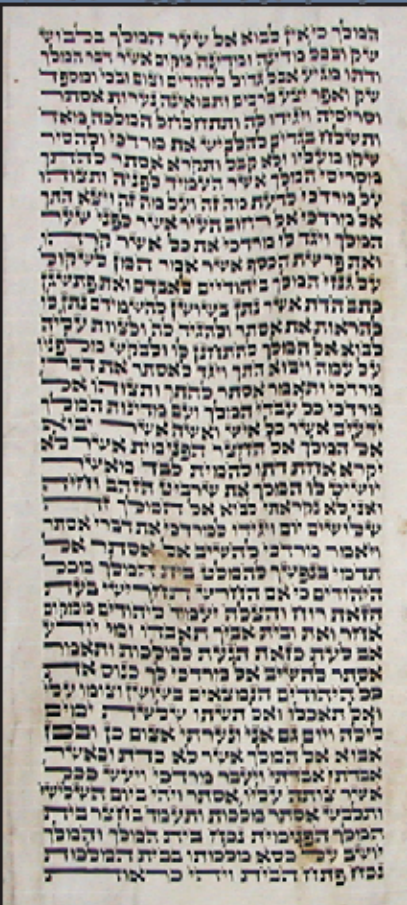 המלך כי אין לבוא אל שער המלך בלבוש
שק ובכל מדינה ומדינה מקום אשר דבר המלך
ודתו מגיע אבל גדול ליהודים וצום ובכי ומספד
שק ואפר יצע לרבים ותבואינה נערות אסתר
וסריסיה ויגידו לה ותתחלחל המלכה מאד
ותשלח בגדים להלביש את מרדכי ולהסיר
שקו מעליו ולא קבל ותקרא אסתר להתך
מסריסי המלך אשר העמיד לפניה ותצוהו
על מרדכי לדעת מה זה ועל מה זה ויצא התך
אל מרדכי אל רחוב העיר אשר לפני שער
המלך ויגד לו מרדכי את כל אשר קרהו
ואת פרשת הכסף אשר אמר המן לשקול
על גנזי המלך ביהודיים לאבדם ואת פתשגן
כתב הדת אשר נתן בשושן להשמידם נתן לו
להראות את אסתר ולהגיד לה ולצוות עליה
לבוא אל המלך להתחנן לו ולבקש מלפניו
על עמה ויבוא התך ויגד לאסתר את דברי
מרדכי ותאמר אסתר להתך ותצוהו אל
מרדכי כל עבדי המלך ועם מדינות המלך
ידעים אשר כל איש ואשה אשר יבוא
אל המלך אל החצר הפנימית אשר לא
יקרא אחת דתו להמית לבד מאשר
יושיט לו המלך את שרביט הזהב וחיה
ואני לא נקראתי לבוא אל המלך זה
שלושים יום ויגידו למרדכי את דברי אסתר
ויאמר מרדכי להשיב אל אסתר אל
תדמי בנפשך להמלט בית המלך מכל
היהודים כי אם החרש תחרישי בעת
הזאת רוח והצלה יעמוד ליהודים ממקום
אחר ואת ובית אביך תאבדו ומי יודע
אם לעת כזאת הגעת למלכות ותאמר
אסתר להשיב אל מרדכי לך כנוס את
כל היהודים הנמצאים בשושן וצומו עלי
ואל תאכלו ואל תשתו שלשת ימים
לילה ויום גם אני ונערתי אצום כן ובכן
אבוא אל המלך אשר לא כדת וכאשר
אבדתי אבדתי ויעבר מרדכי ויעש ככל
אשר צותה עליו אסתר ויהי ביום השלישי
ותלבש אסתר מלכות ותעמד בחצר בית
המלך הפנימית נכח בית המלך והמלך
יושב על כסא מלכותו בבית המלכות
נכח פתח הבית ויהי כראות